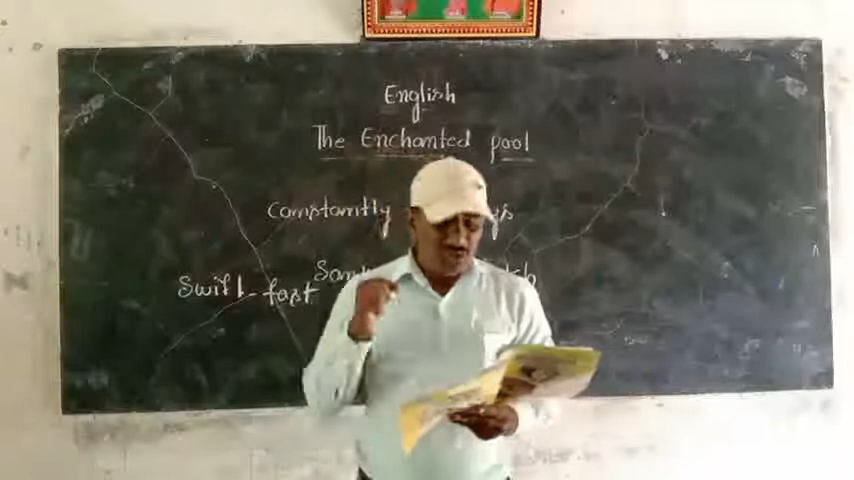 English
The Enchanted pool
Constantly
Swift - fast